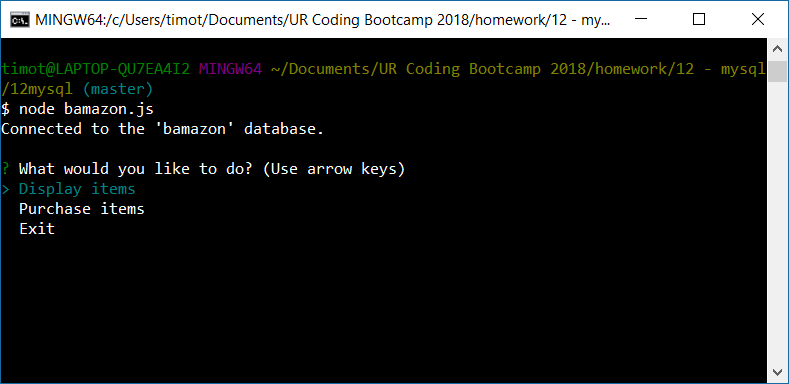 MINGW64:/c/Users/timot/Documents/UR Coding Bootcamp 2018/homework/12 - my...
timot@LAPTOP-QU7EA4I2 MINGW64 ~/Documents/UR Coding Bootcamp 2018/homework/12 - mysql
/12mysql (master)
$ node bamazon.js
Connected to the 'bamazon' database.
? What would you like to do? (Use arrow keys)
> Display items
Purchase items
Exit